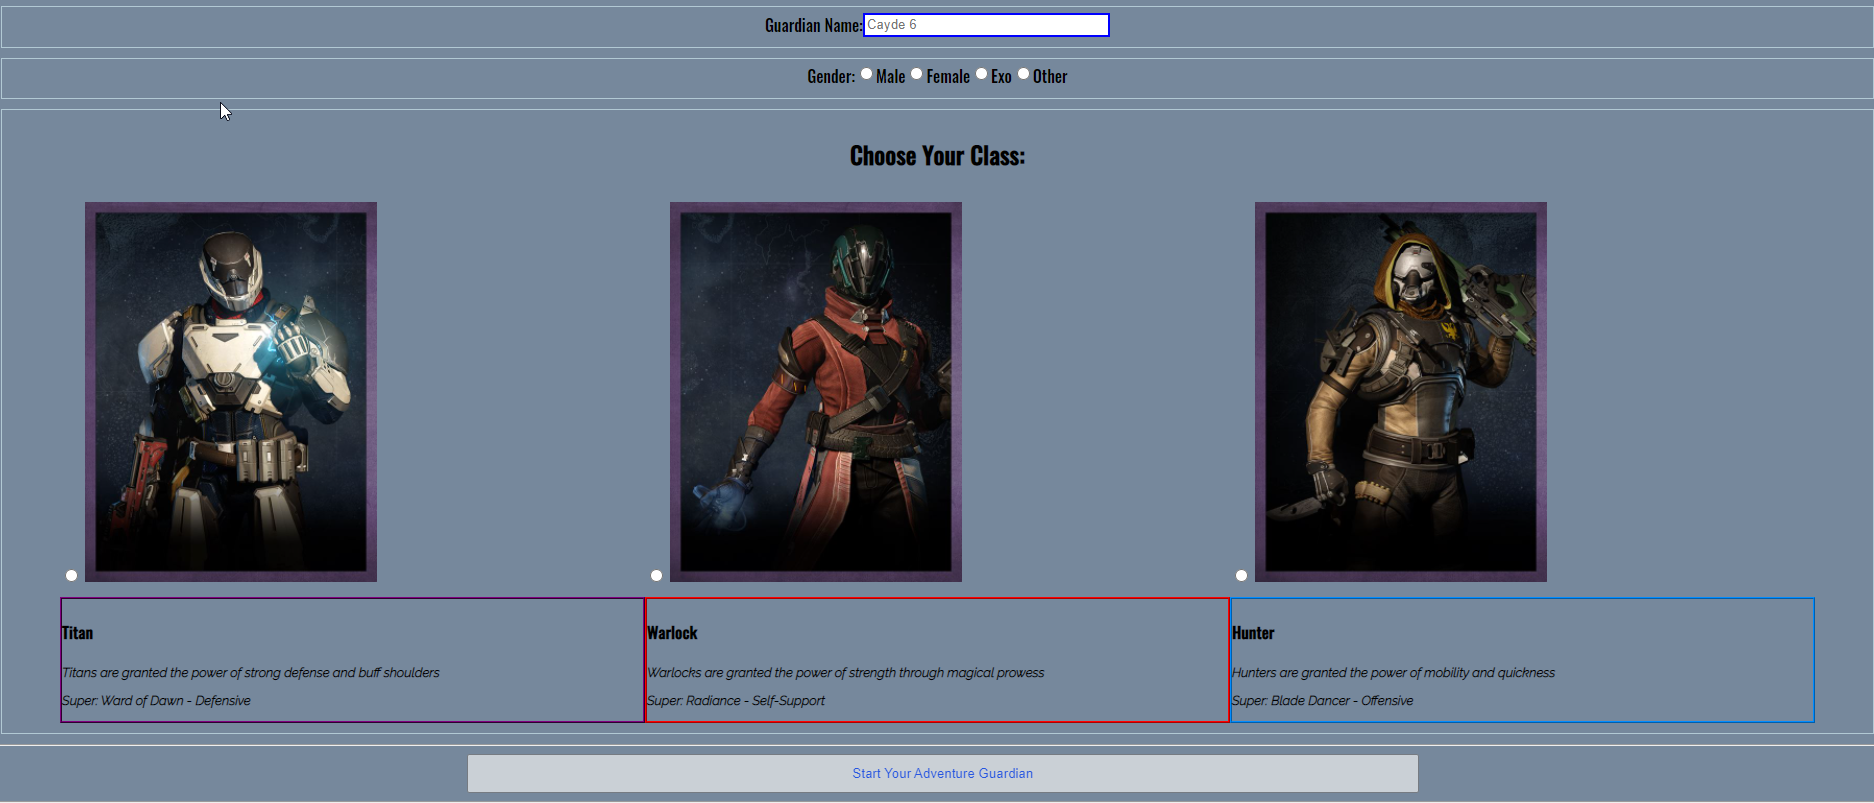 Guardian Name: Cayde 6
Gender: Male Female Exo Other
Choose Your Class:
Titan
Titans are granted the power of strong defense and buff shoulders
Super: Ward of Dawn - Defensive
Warlock
Warlocks are granted the power of strength through magical prowess
Super: Radiance - Self-Support
Hunter
Hunters are granted the power of mobility and quickness
Super: Blade Dancer - Offensive
Start Your Adventure Guardian